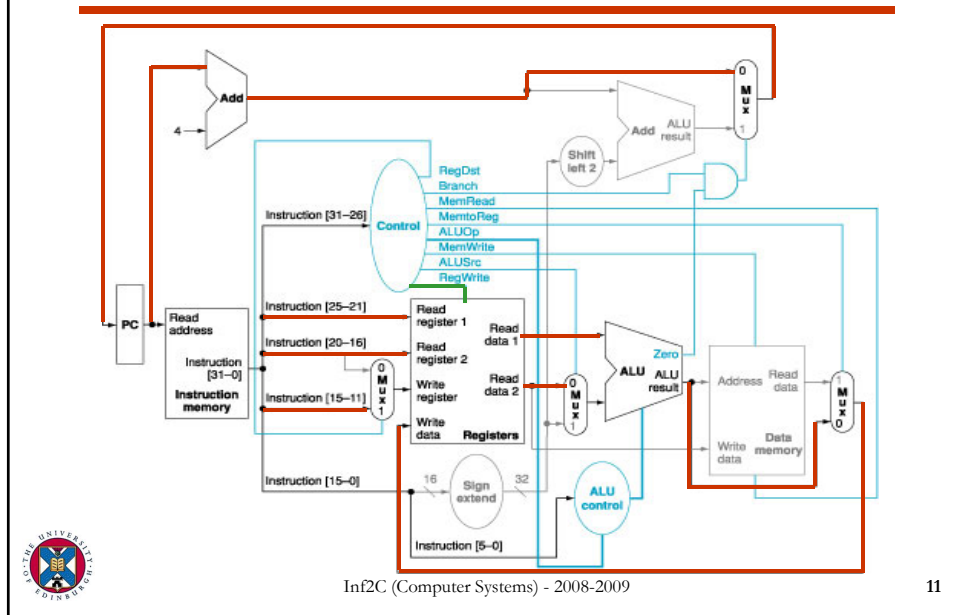 Add
4
0
M
u
x
1
Add
ALU
result
Shift
left 2
RegDst
Branch
MemRead
MemtoReg
ALUOp
MemWrite
ALUSrc
RegWrite
Control
Instruction [31–26]
Instruction [25–21]
Instruction [20–16]
Instruction [15–11]
Instruction [15–0]
Instruction [5–0]
PC
Read
address
Instruction
[31–0]
Instruction
memory
0
M
u
x
1
Read
register 1
Read
register 2
Write
register
Write
data
Read
data 1
Read
data 2
Registers
0
M
u
x
1
Zero
ALU
ALU
result
Address
Read
data
Write
data
Data
memory
1
M
u
x
0
16
Sign
extend
32
ALU
control
THE UNIVERSITY OF EDINBURGH
Inf2C (Computer Systems) - 2008-2009
11